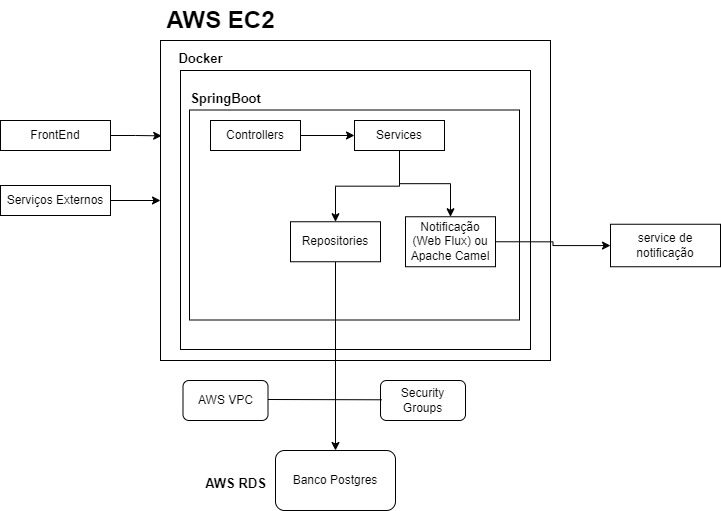 AWS EC2
Docker
SpringBoot
FrontEnd
Controllers
Services
Serviços Externos
Repositories
Notificação
(Web Flux) ou
Apache Camel
service de
notificação
AWS VPC
Security
Groups
AWS RDS
Banco Postgres